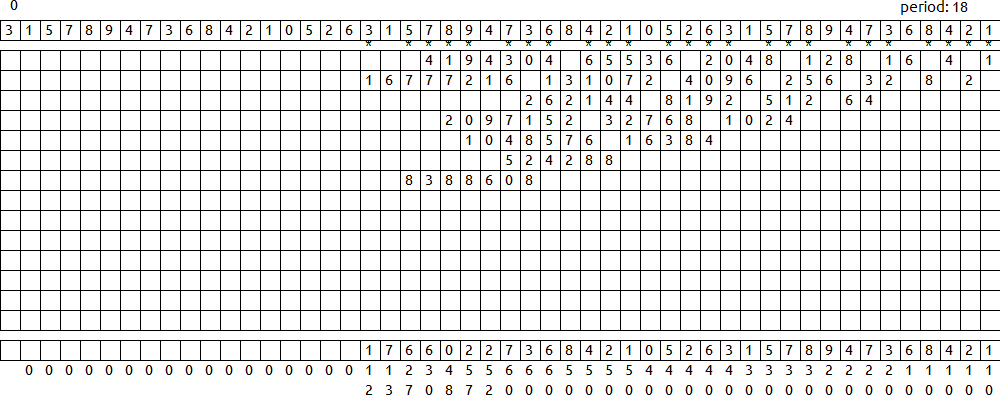 0 period: 18
3 1 5 7 8 9 4 7 3 6 8 4 2 1 0 5 2 6 3 1 5 7 8 9 4 7 3 6 8 4 2 1 0 5 2 6 3 1 5 7 8 9 4 7 3 6 8 4 2 1
* * * * * * * * * * * * * * * * * * * * * * * * *
4 1 9 4 3 0 4 6 5 5 3 6 2 0 4 8 1 2 8 1 6 4 1
1 6 7 7 7 2 1 6 1 3 1 0 7 2 4 0 9 6 2 5 6 3 2 8 2
2 6 2 1 4 4 8 1 9 2 5 1 2 6 4
2 0 9 7 1 5 2 3 2 7 6 8 1 0 2 4
1 0 4 8 5 7 6 1 6 3 8 4
5 2 4 2 8 8
8 3 8 8 6 0 8
1 7 6 6 0 2 2 7 3 6 8 4 2 1 0 5 2 6 3 1 5 7 8 9 4 7 3 6 8 4 2 1
0 0 0 0 0 0 0 0 0 0 0 0 0 0 0 0 0 1 1 2 3 4 5 5 6 6 6 5 5 5 5 4 4 4 4 4 3 3 3 3 2 2 2 2 1 1 1 1 1
2 3 7 0 8 7 2 0 0 0 0 0 0 0 0 0 0 0 0 0 0 0 0 0 0 0 0 0 0 0 0 0